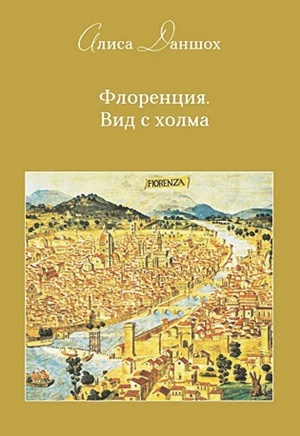 Алиса Даншох
Флоренция.
Вид с холма
FIORENZA